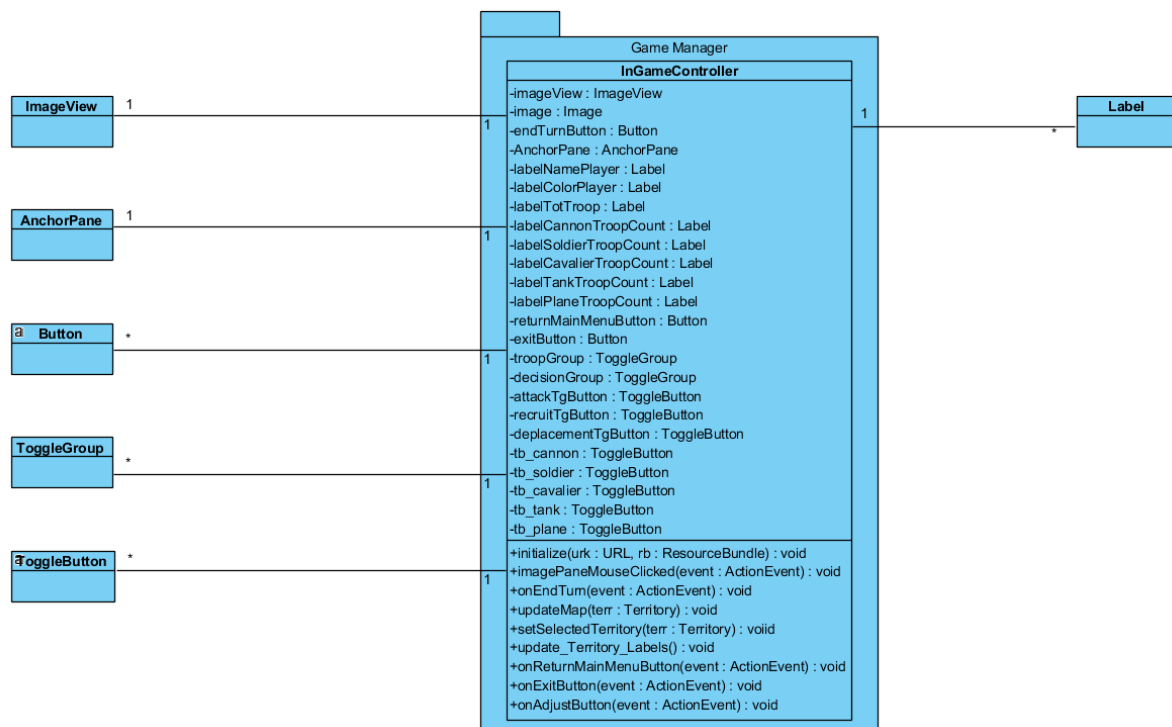 Game Manager
InGameController
-imageView : ImageView
-image : Image
-endTurnButton : Button
-AnchorPane : AnchorPane
-labelNamePlayer : Label
-labelColorPlayer : Label
-labelTotTroop : Label
-labelCannonTroopCount : Label
-labelSoldierTroopCount : Label
-labelCavalierTroopCount : Label
-labelTankTroopCount : Label
-labelPlaneTroopCount : Label
-returnMainMenuButton : Button
-exitButton : Button
-troopGroup : ToggleGroup
-decisionGroup : ToggleGroup
-attackTgButton : ToggleButton
-recruitTgButton : ToggleButton
-deplacementTgButton : ToggleButton
-tb_cannon : ToggleButton
-tb_soldier : ToggleButton
-tb_cavalier : ToggleButton
-tb_tank : ToggleButton
-tb_plane : ToggleButton
+initialize(urk : URL, rb : ResourceBundle) : void
+imagePaneMouseClicked(event : ActionEvent) : void
+onEndTurn(event : ActionEvent) : void
+updateMap(terr : Territory) : void
+setSelectedTerritory(terr : Territory) : voiid
+update_Territory_Labels() : void
+onReturnMainMenuButton(event : ActionEvent) : void
+onExitButton(event : ActionEvent) : void
+onAdjustButton(event : ActionEvent) : void
ImageView
1
1
AnchorPane
1
1
a
Button
*
1
ToggleGroup
*
1
a
ToggleButton
*
1
Label
1
*